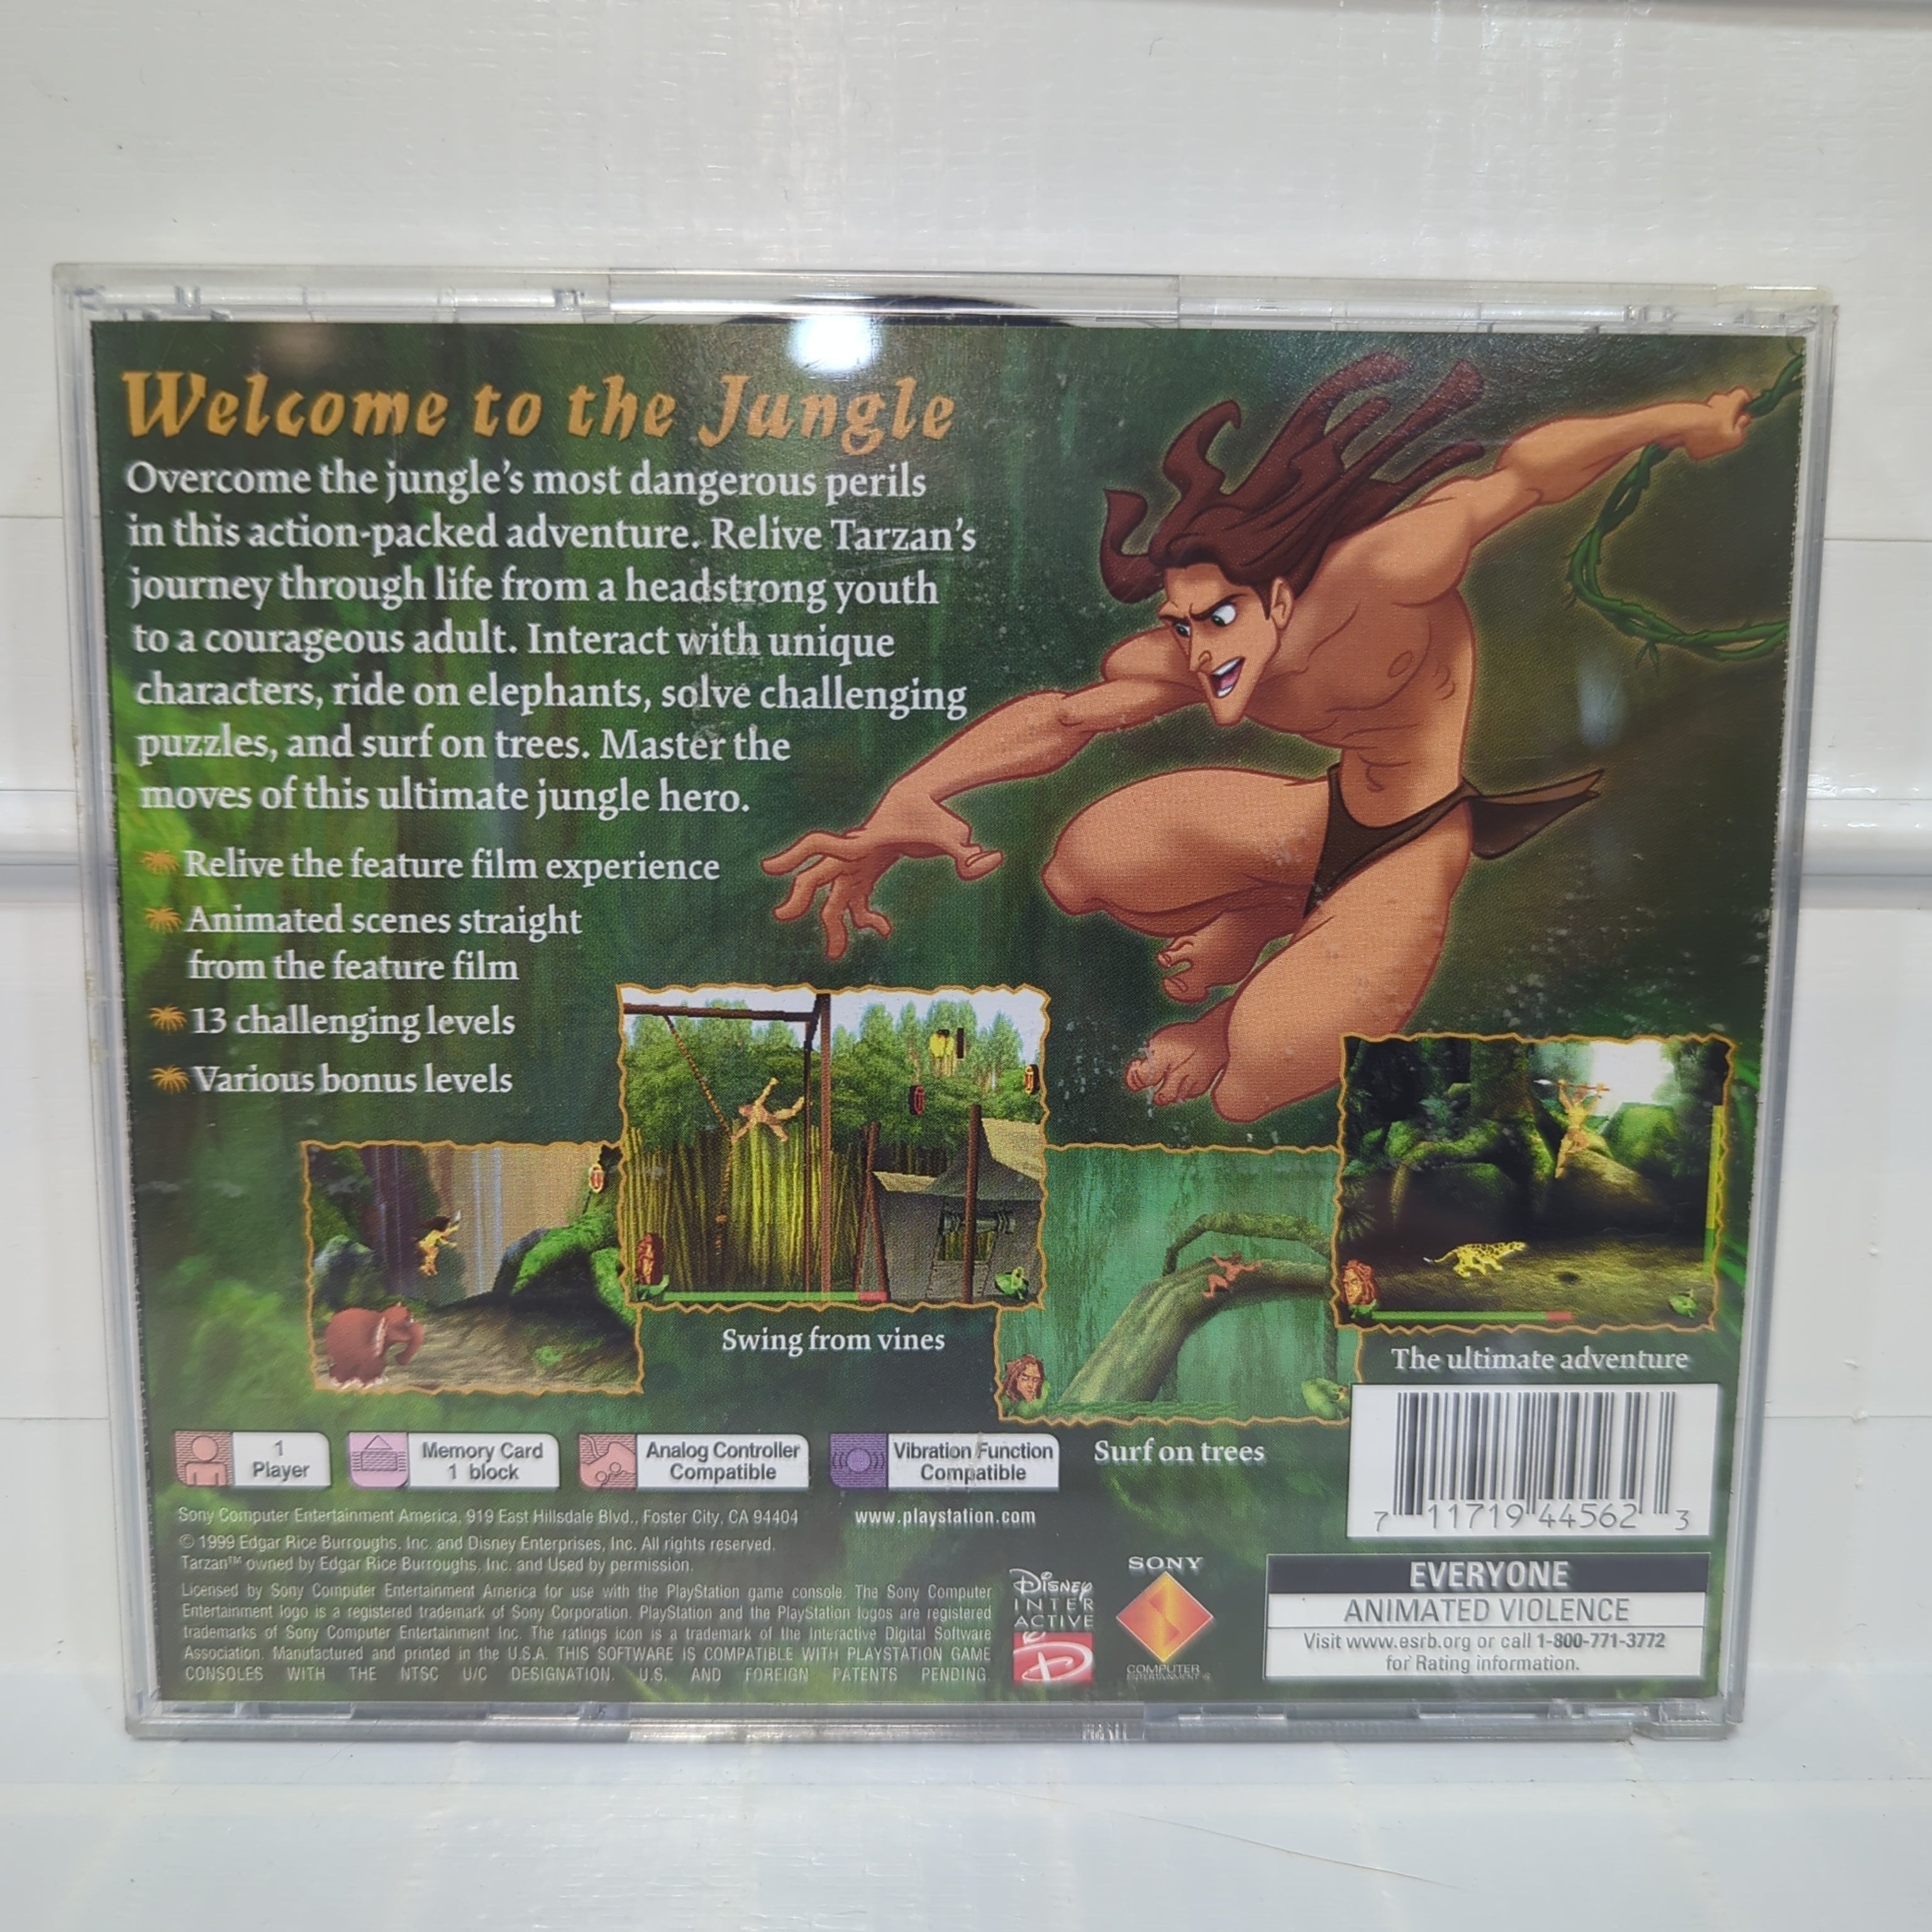 Welcome to the Jungle
Overcome the jungle's most dangerous perils
in this action-packed adventure. Relive Tarzan's
journey through life from a headstrong youth
to a courageous adult. Interact with unique
characters, ride on elephants, solve challenging
puzzles, and surf on trees. Master the
moves of this ultimate jungle hero.
Relive the feature film experience
Animated scenes straight
from the feature film
13 challenging levels
Various bonus levels
Swing from vines
The ultimate adventure
Surf on trees
1
Player
Memory Card
1 block
Analog Controller
Compatible
Vibration Function
Compatible
7 11719 44562 3
Sony Computer Entertainment America, 919 East Hillsdale Blvd., Foster City, CA 94404
www.playstation.com
© 1999 Edgar Rice Burroughs, Inc. and Disney Enterprises, Inc. All rights reserved.
Tarzan™ owned by Edgar Rice Burroughs, Inc. and Used by permission.
Licensed by Sony Computer Entertainment America for use with the PlayStation game console. The Sony Computer
Entertainment logo is a registered trademark of Sony Corporation. PlayStation and the PlayStation logos are registered
trademarks of Sony Computer Entertainment Inc. The ratings icon is a trademark of the Interactive Digital Software
Association. Manufactured and printed in the U.S.A. THIS SOFTWARE IS COMPATIBLE WITH PLAYSTATION GAME
CONSOLES WITH THE NTSC U/C DESIGNATION. U.S. AND FOREIGN PATENTS PENDING.
DISNEY
INTER
ACTIVE
D
SONY
COMPUTER
ENTERTAINMENT
EVERYONE
ANIMATED VIOLENCE
Visit www.esrb.org or call 1-800-771-3772
for Rating information.